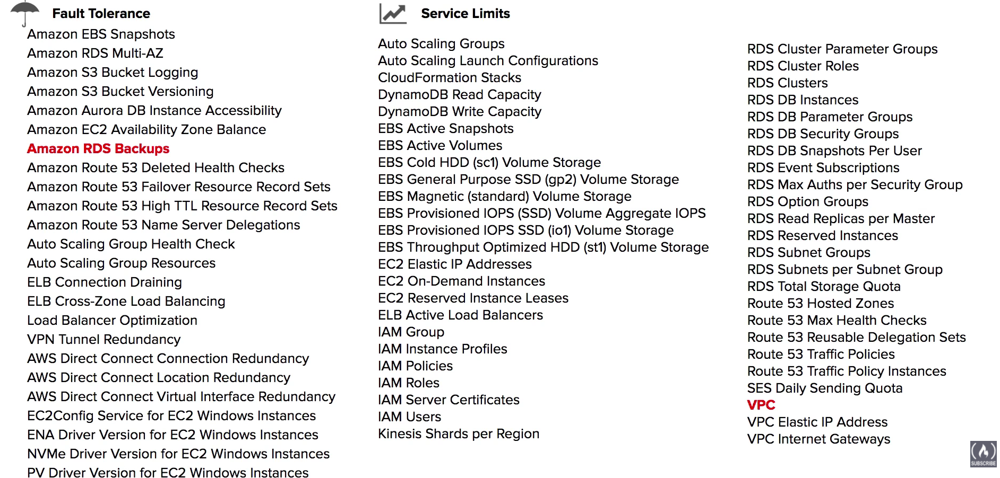 Fault Tolerance
Amazon EBS Snapshots
Amazon RDS Multi-AZ
Amazon S3 Bucket Logging
Amazon S3 Bucket Versioning
Amazon Aurora DB Instance Accessibility
Amazon EC2 Availability Zone Balance
Amazon RDS Backups
Amazon Route 53 Deleted Health Checks
Amazon Route 53 Failover Resource Record Sets
Amazon Route 53 High TTL Resource Record Sets
Amazon Route 53 Name Server Delegations
Auto Scaling Group Health Check
Auto Scaling Group Resources
ELB Connection Draining
ELB Cross-Zone Load Balancing
Load Balancer Optimization
VPN Tunnel Redundancy
AWS Direct Connect Connection Redundancy
AWS Direct Connect Location Redundancy
AWS Direct Connect Virtual Interface Redundancy
EC2Config Service for EC2 Windows Instances
ENA Driver Version for EC2 Windows Instances
NVMe Driver Version for EC2 Windows Instances
PV Driver Version for EC2 Windows Instances
Service Limits
Auto Scaling Groups
Auto Scaling Launch Configurations
CloudFormation Stacks
DynamoDB Read Capacity
DynamoDB Write Capacity
EBS Active Snapshots
EBS Active Volumes
EBS Cold HDD (sc1) Volume Storage
EBS General Purpose SSD (gp2) Volume Storage
EBS Magnetic (standard) Volume Storage
EBS Provisioned IOPS (SSD) Volume Aggregate IOPS
EBS Provisioned IOPS SSD (io1) Volume Storage
EBS Throughput Optimized HDD (st1) Volume Storage
EC2 Elastic IP Addresses
EC2 On-Demand Instances
EC2 Reserved Instance Leases
ELB Active Load Balancers
IAM Group
IAM Instance Profiles
IAM Policies
IAM Roles
IAM Server Certificates
IAM Users
Kinesis Shards per Region
RDS Cluster Parameter Groups
RDS Cluster Roles
RDS Clusters
RDS DB Instances
RDS DB Parameter Groups
RDS DB Security Groups
RDS DB Snapshots Per User
RDS Event Subscriptions
RDS Max Auths per Security Group
RDS Option Groups
RDS Read Replicas per Master
RDS Reserved Instances
RDS Subnet Groups
RDS Subnets per Subnet Group
RDS Total Storage Quota
Route 53 Hosted Zones
Route 53 Max Health Checks
Route 53 Reusable Delegation Sets
Route 53 Traffic Policies
Route 53 Traffic Policy Instances
SES Daily Sending Quota
VPC
VPC Elastic IP Address
VPC Internet Gateways
SUBSCRIBE